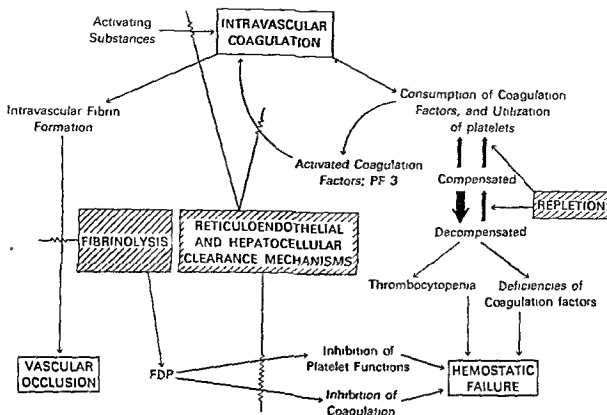 Activating
Substances
INTRAVASCULAR
COAGULATION
Intravascular Fibrin
Formation
Consumption of Coagulation
Factors, and Utilization
of platelets
Activated Coagulation
Factors; PF 3
Compensated
REPLETION
Decompensated
FIBRINOLYSIS
RETICULOENDOTHELIAL
AND HEPATOCELLULAR
CLEARANCE MECHANISMS
Thrombocytopenia
Deficiencies of
Coagulation factors
VASCULAR
OCCLUSION
FDP
Inhibition of
Platelet Functions
Inhibition of
Coagulation
HEMOSTATIC
FAILURE